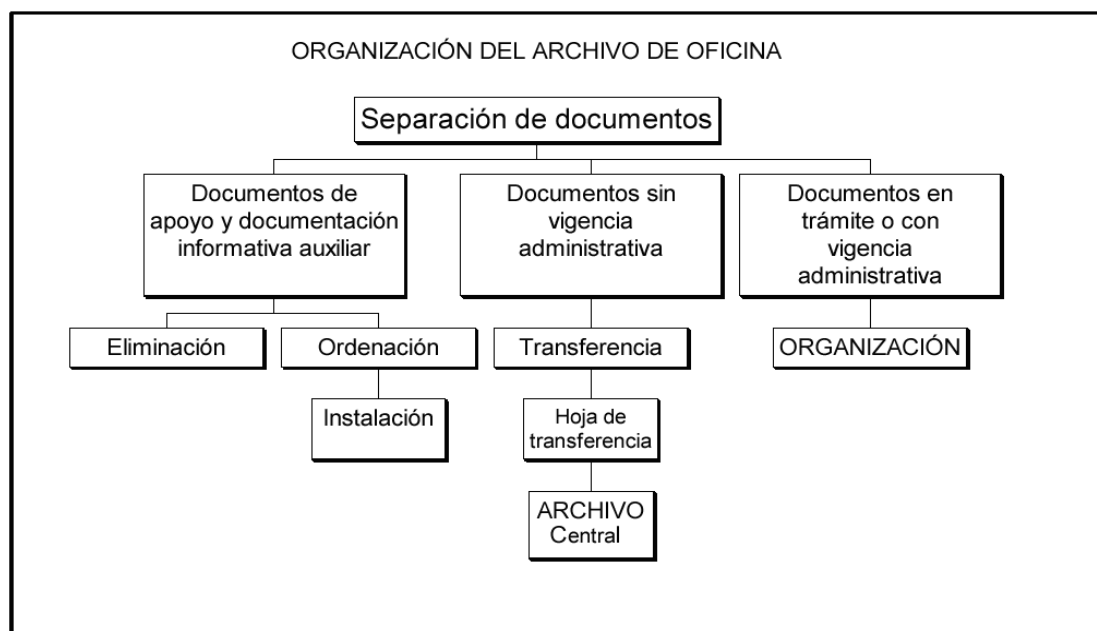 ORGANIZACIÓN DEL ARCHIVO DE OFICINA
Separación de documentos
Documentos de
apoyo y documentación
informativa auxiliar
Documentos sin
vigencia
administrativa
Documentos en
trámite o con
vigencia
administrativa
Eliminación
Ordenación
Transferencia
ORGANIZACIÓN
Instalación
Hoja de
transferencia
ARCHIVO
Central